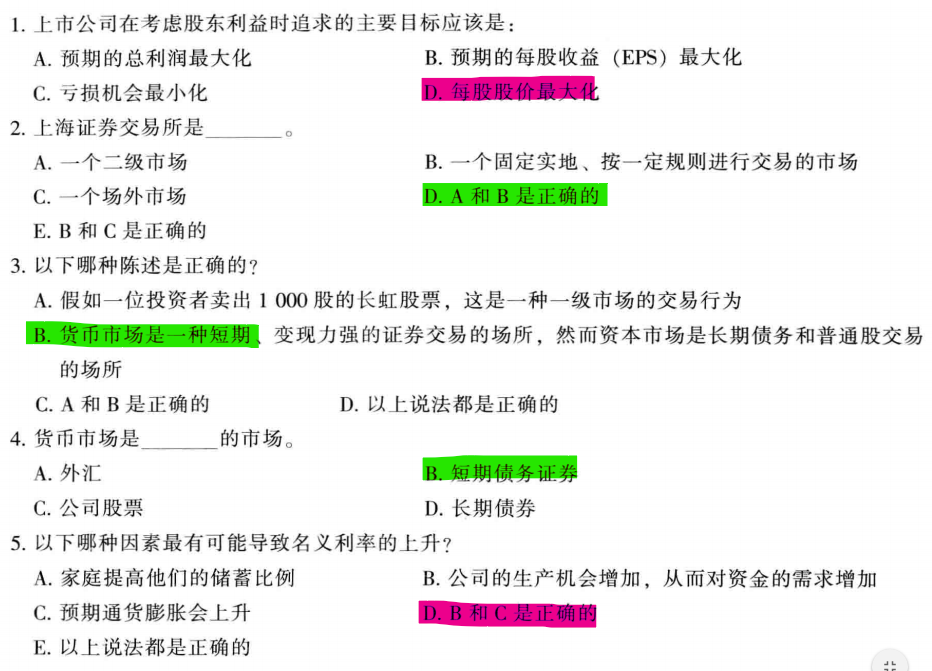 1. 上市公司在考虑股东利益时追求的主要目标应该是：
A. 预期的总利润最大化 B. 预期的每股收益（EPS）最大化
C. 亏损机会最小化 D. 每股股价最大化
2. 上海证券交易所是________。
A. 一个二级市场 B. 一个固定实地、按一定规则进行交易的市场
C. 一个场外市场 D. A 和 B 是正确的
E. B 和 C 是正确的
3. 以下哪种陈述是正确的？
A. 假如一位投资者卖出 1 000 股的长虹股票，这是一种一级市场的交易行为
B. 货币市场是一种短期、变现力强的证券交易的场所，然而资本市场是长期债务和普通股交易
的场所
C. A 和 B 是正确的 D. 以上说法都是正确的
4. 货币市场是________的市场。
A. 外汇 B. 短期债务证券
C. 公司股票 D. 长期债券
5. 以下哪种因素最有可能导致名义利率的上升？
A. 家庭提高他们的储蓄比例 B. 公司的生产机会增加，从而对资金的需求增加
C. 预期通货膨胀会上升 D. B 和 C 是正确的
E. 以上说法都是正确的